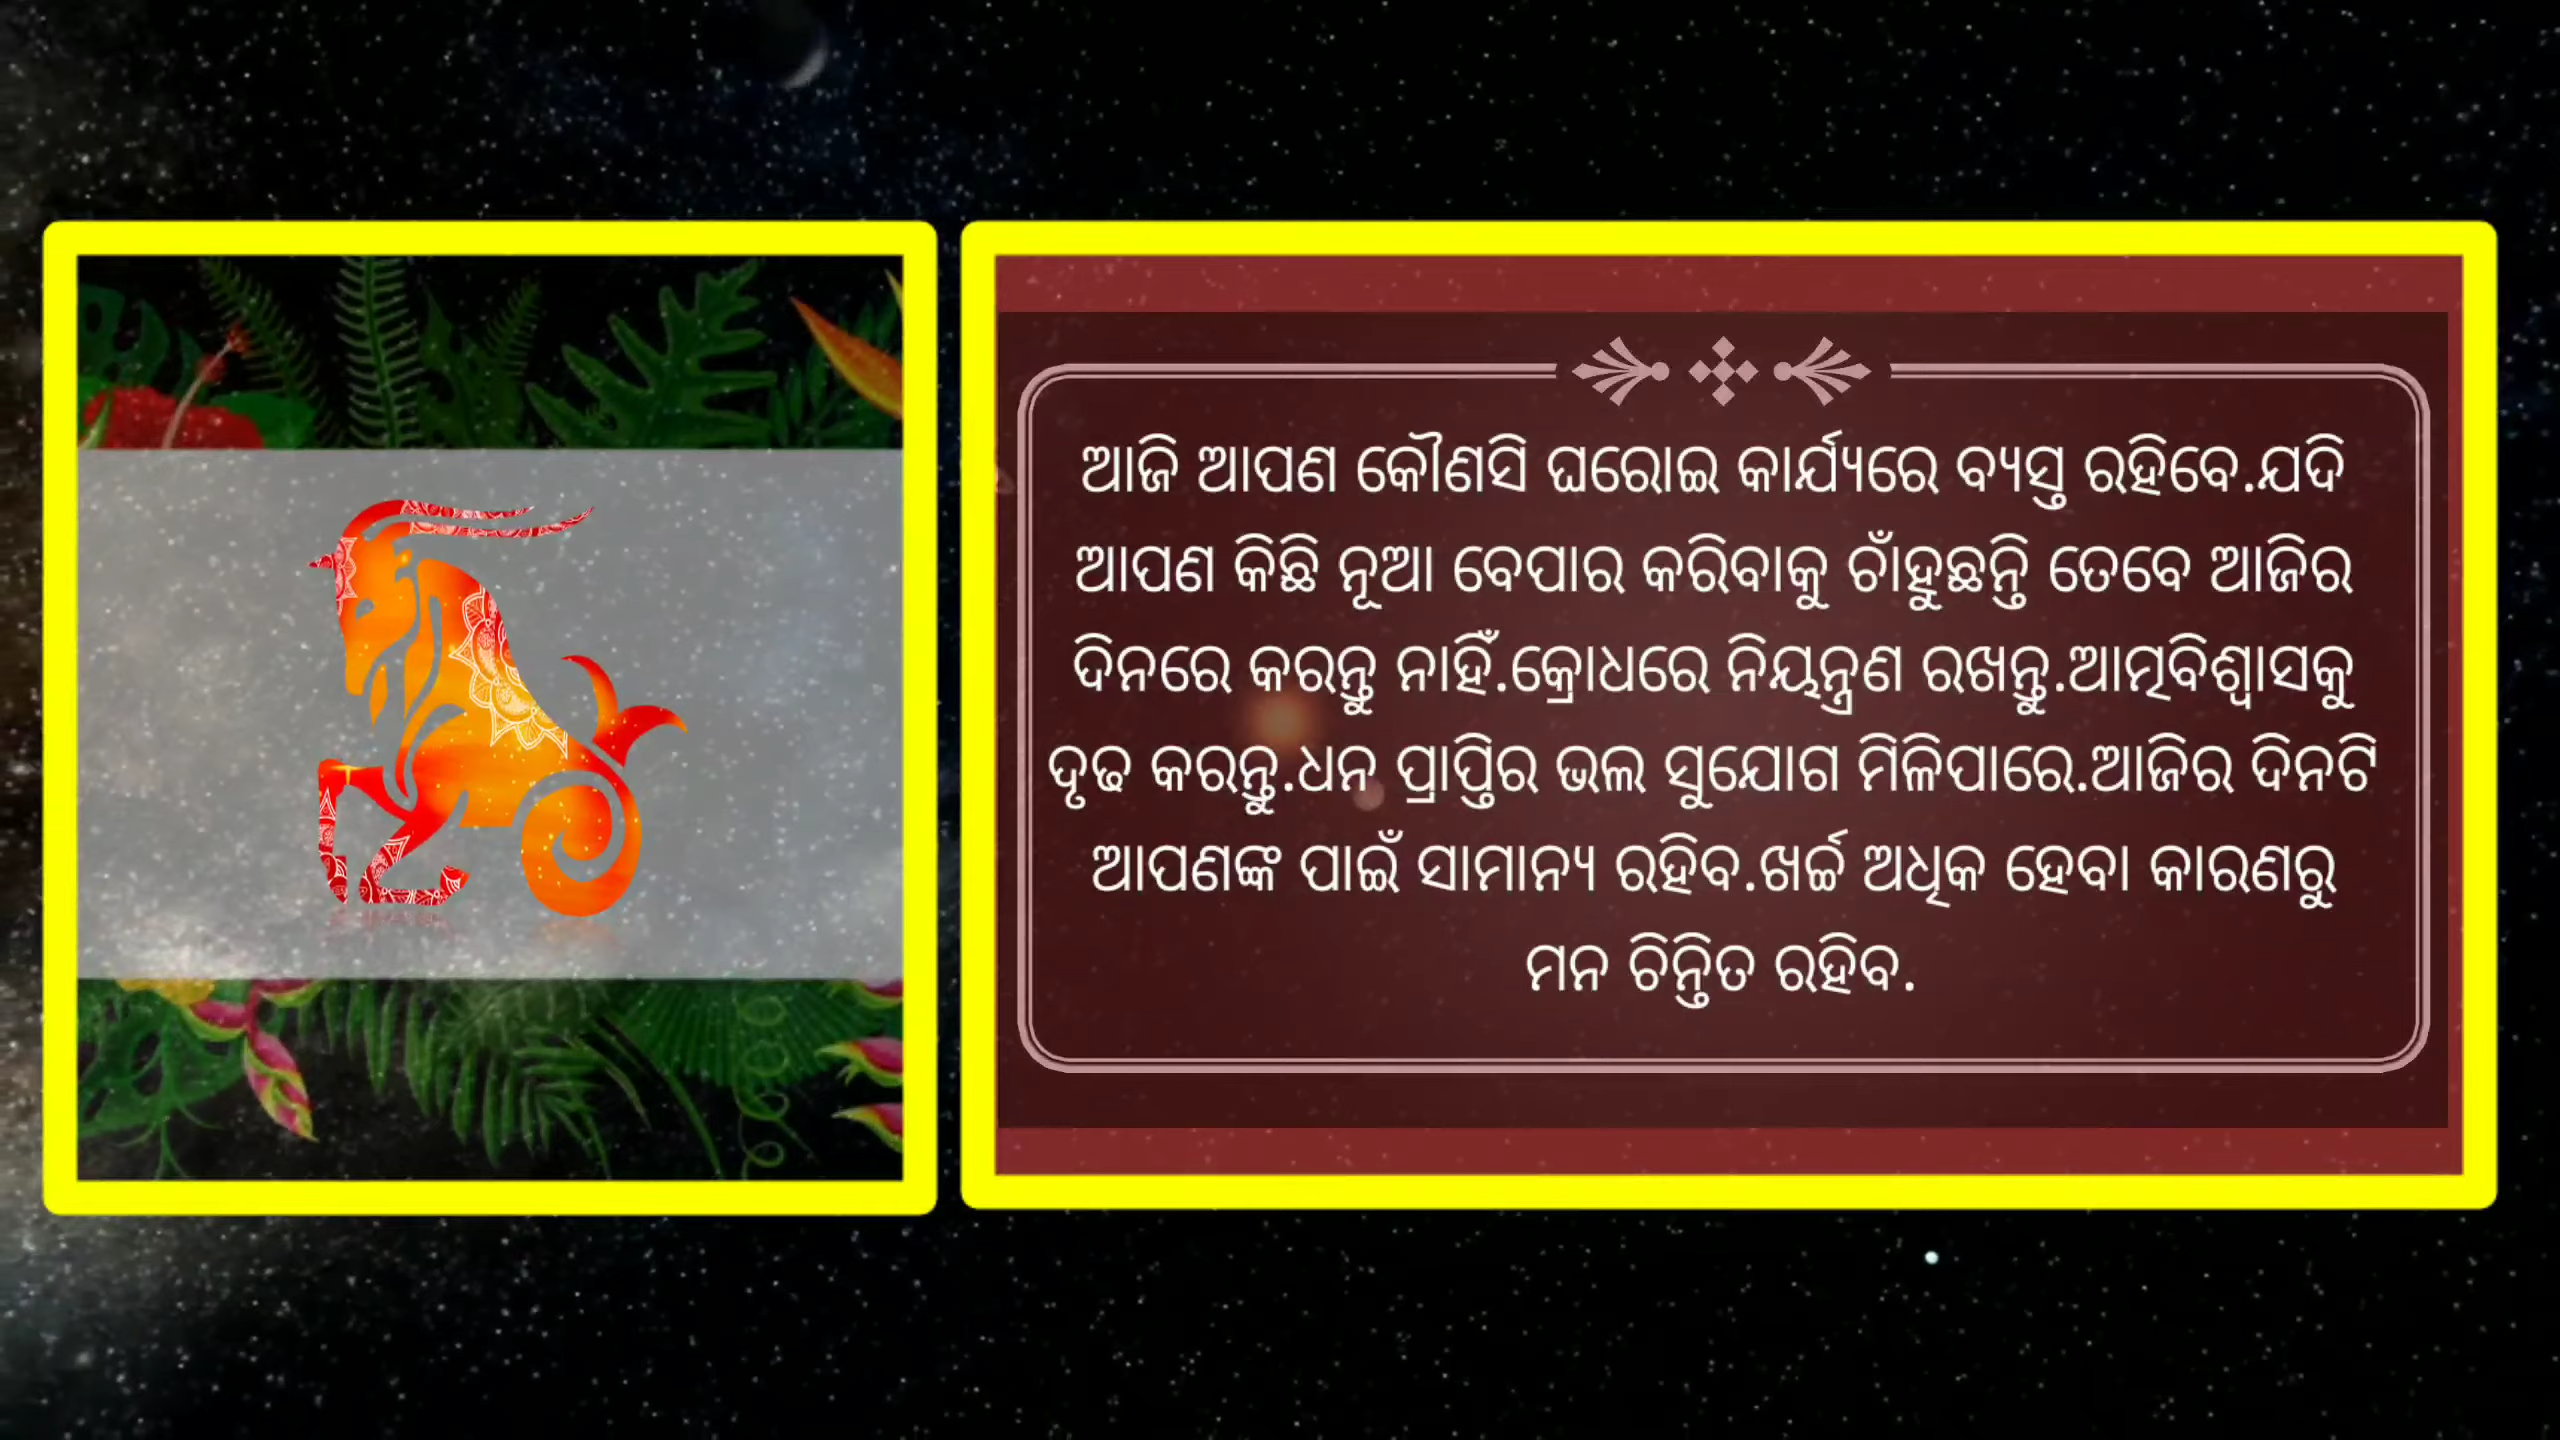 ଆଜି ଆପଣ କୌଣସି ଘରୋଇ କାର୍ଯ୍ୟରେ ବ୍ୟସ୍ତ ରହିବେ.ଯଦି
ଆପଣ କିଛି ନୂଆ ବେପାର କରିବାକୁ ଚାଁହୁଛନ୍ତି ତେବେ ଆଜିର
ଦିନରେ କରନ୍ତୁ ନାହିଁ.କ୍ରୋଧରେ ନିୟନ୍ତ୍ରଣ ରଖନ୍ତୁ.ଆତ୍ମବିଶ୍ୱାସକୁ
ଦୃଢ କରନ୍ତୁ.ଧନ ପ୍ରାପ୍ତିର ଭଲ ସୁଯୋଗ ମିଳିପାରେ.ଆଜିର ଦିନଟି
ଆପଣଙ୍କ ପାଇଁ ସାମାନ୍ୟ ରହିବ.ଖର୍ଚ୍ଚ ଅଧିକ ହେବା କାରଣରୁ
ମନ ଚିନ୍ତିତ ରହିବ.